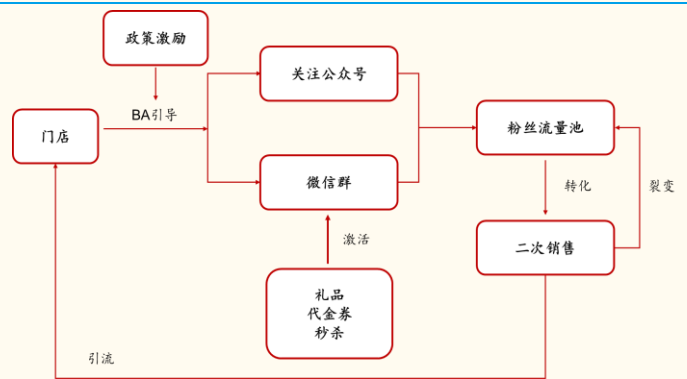 政策激励
关注公众号
BA引导
门店
粉丝流量池
微信群
转化
裂变
激活
二次销售
礼品
代金券
秒杀
引流